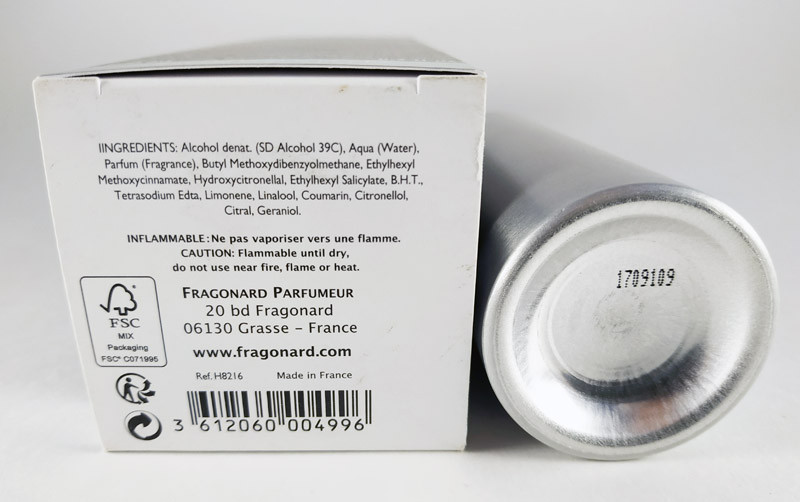 IINGREDIENTS: Alcohol denat. (SD Alcohol 39C), Aqua (Water),
Parfum (Fragrance), Butyl Methoxydibenzyolmethane, Ethylhexyl
Methoxycinnamate, Hydroxycitronellal, Ethylhexyl Salicylate, B.H.T.,
Tetrasodium Edta, Limonene, Linalool, Coumarin, Citronellol,
Citral, Geraniol.
INFLAMMABLE: Ne pas vaporiser vers une flamme.
CAUTION: Flammable until dry,
do not use near fire, flame or heat.
FSC
MIX
Packaging
FSC® C071995
FRAGONARD PARFUMEUR
20 bd Fragonard
06130 Grasse – France
www.fragonard.com
Ref. H8216 Made in France
3 612060 004996
1709109